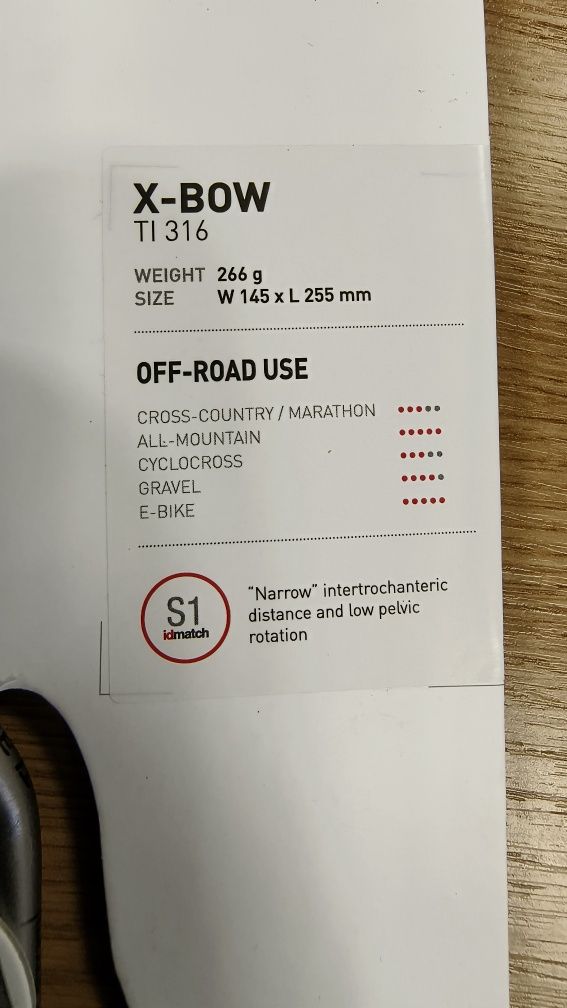 X-BOW
TI 316
WEIGHT 266 g
SIZE W 145 x L 255 mm
OFF-ROAD USE
CROSS-COUNTRY / MARATHON
ALL-MOUNTAIN
CYCLOCROSS
GRAVEL
E-BIKE
S1
idmatch
“Narrow” intertrochanteric
distance and low pelvic
rotation